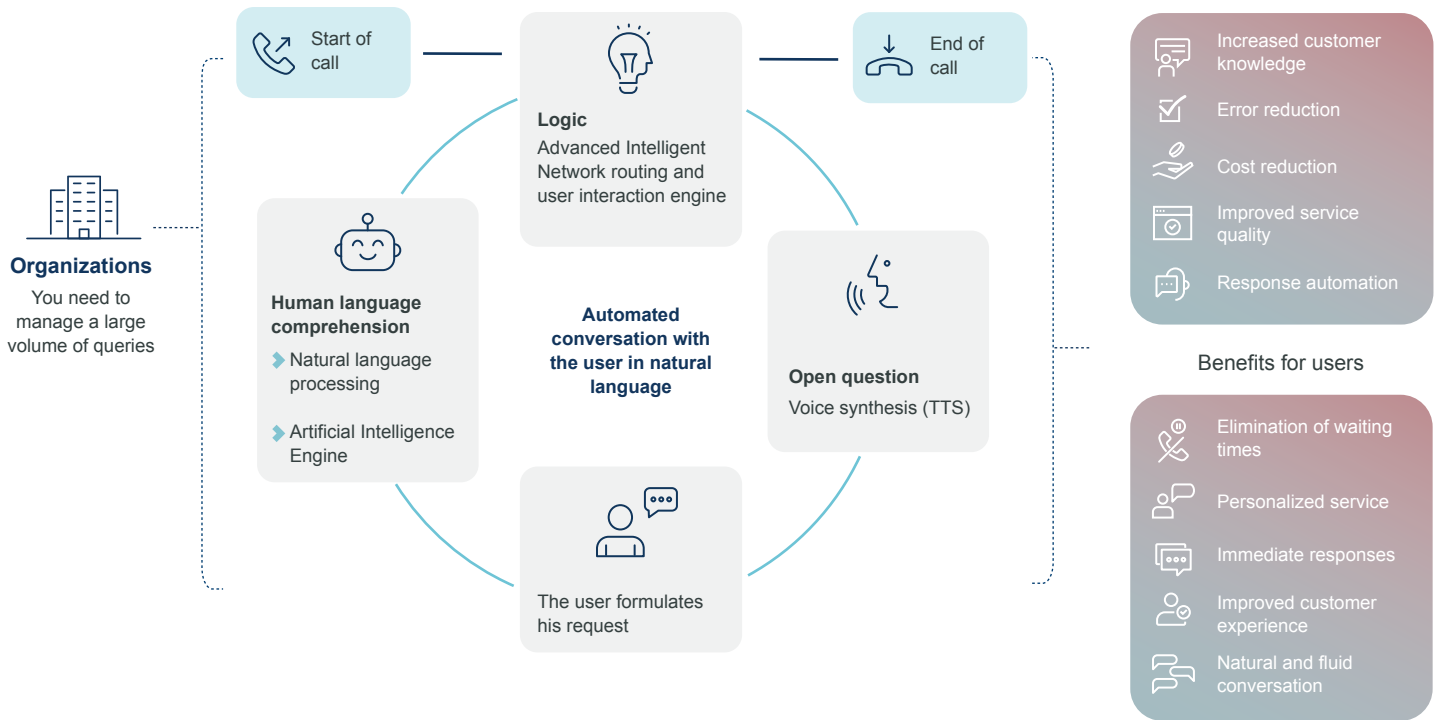 Organizations
You need to
manage a large
volume of queries
Start of
call
Logic
Advanced Intelligent
Network routing and
user interaction engine
End of
call
Human language
comprehension
Natural language
processing
Artificial Intelligence
Engine
Automated
conversation with
the user in natural
language
Open question
Voice synthesis (TTS)
The user formulates
his request
Increased customer
knowledge
Error reduction
Cost reduction
Improved service
quality
Response automation
Benefits for users
Elimination of waiting
times
Personalized service
Immediate responses
Improved customer
experience
Natural and fluid
conversation